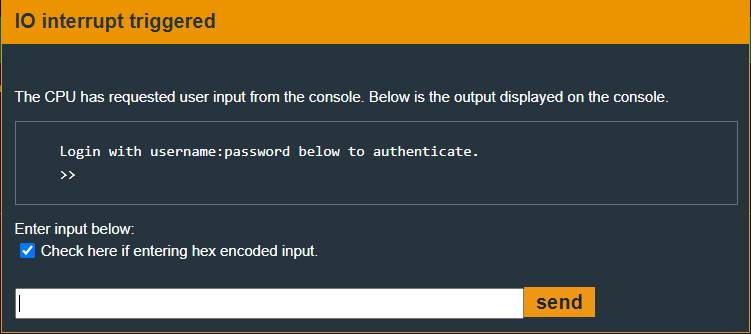 IO interrupt triggered
The CPU has requested user input from the console. Below is the output displayed on the console.
Login with username:password below to authenticate.
>>
Enter input below:
Check here if entering hex encoded input.
send